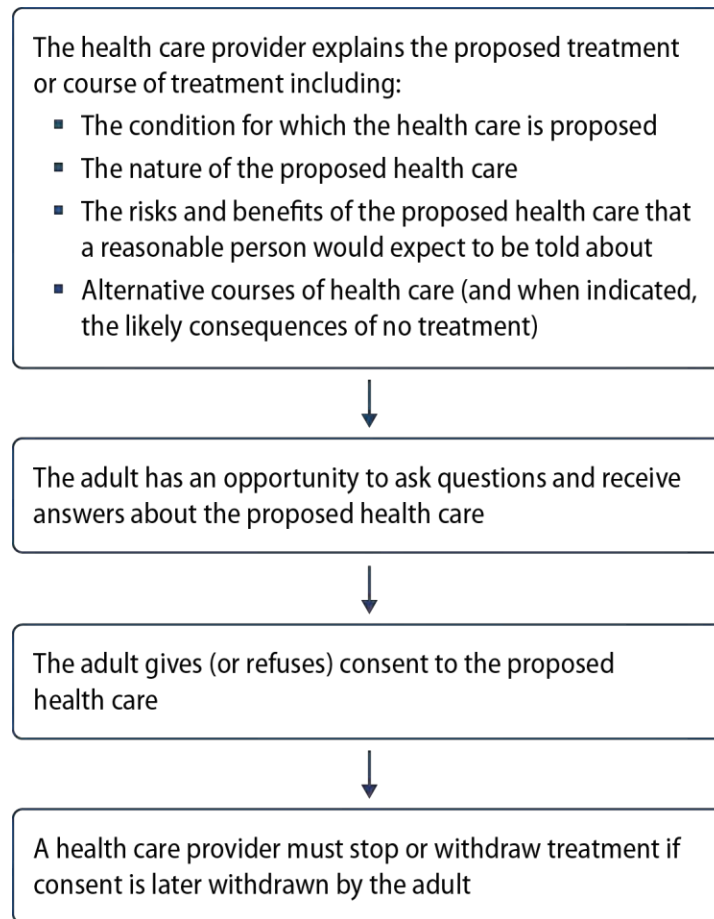 The health care provider explains the proposed treatment
or course of treatment including:
▪ The condition for which the health care is proposed
▪ The nature of the proposed health care
▪ The risks and benefits of the proposed health care that
a reasonable person would expect to be told about
▪ Alternative courses of health care (and when indicated,
the likely consequences of no treatment)
The adult has an opportunity to ask questions and receive
answers about the proposed health care
The adult gives (or refuses) consent to the proposed
health care
A health care provider must stop or withdraw treatment if
consent is later withdrawn by the adult